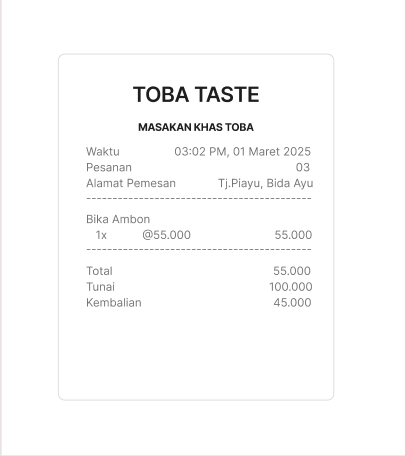 TOBA TASTE
MASAKAN KHAS TOBA
Waktu 03:02 PM, 01 Maret 2025
Pesanan 03
Alamat Pemesan Tj.Piayu, Bida Ayu
--------------------------------------------
Bika Ambon
1x @55.000 55.000
--------------------------------------------
Total 55.000
Tunai 100.000
Kembalian 45.000